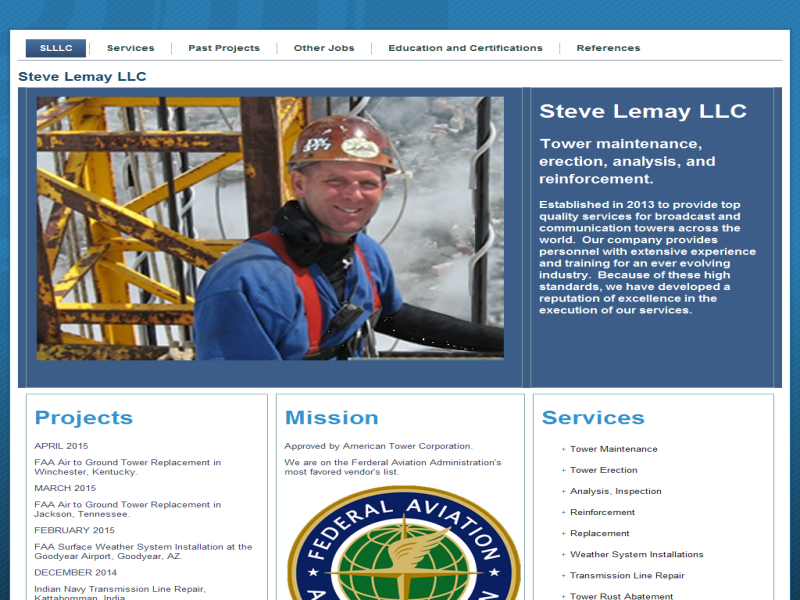 SLLLC
Services
Past Projects
Other Jobs
Education and Certifications
References
Steve Lemay LLC
Steve Lemay LLC
Tower maintenance,
erection, analysis, and
reinforcement.
Established in 2013 to provide top
quality services for broadcast and
communication towers across the
world. Our company provides
personnel with extensive experience
and training for an ever evolving
industry. Because of these high
standards, we have developed a
reputation of excellence in the
execution of our services.
Projects
APRIL 2015
FAA Air to Ground Tower Replacement in
Winchester, Kentucky.
MARCH 2015
FAA Air to Ground Tower Replacement in
Jackson, Tennessee.
FEBRUARY 2015
FAA Surface Weather System Installation at the
Goodyear Airport, Goodyear, AZ.
DECEMBER 2014
Indian Navy Transmission Line Repair,
Kattabomman, India
Mission
Approved by American Tower Corporation.
We are on the Ferderal Aviation Administration's
most favored vendor's list.
FEDERAL AVIATION
Services
Tower Maintenance
Tower Erection
Analysis, Inspection
Reinforcement
Replacement
Weather System Installations
Transmission Line Repair
Tower Rust Abatement